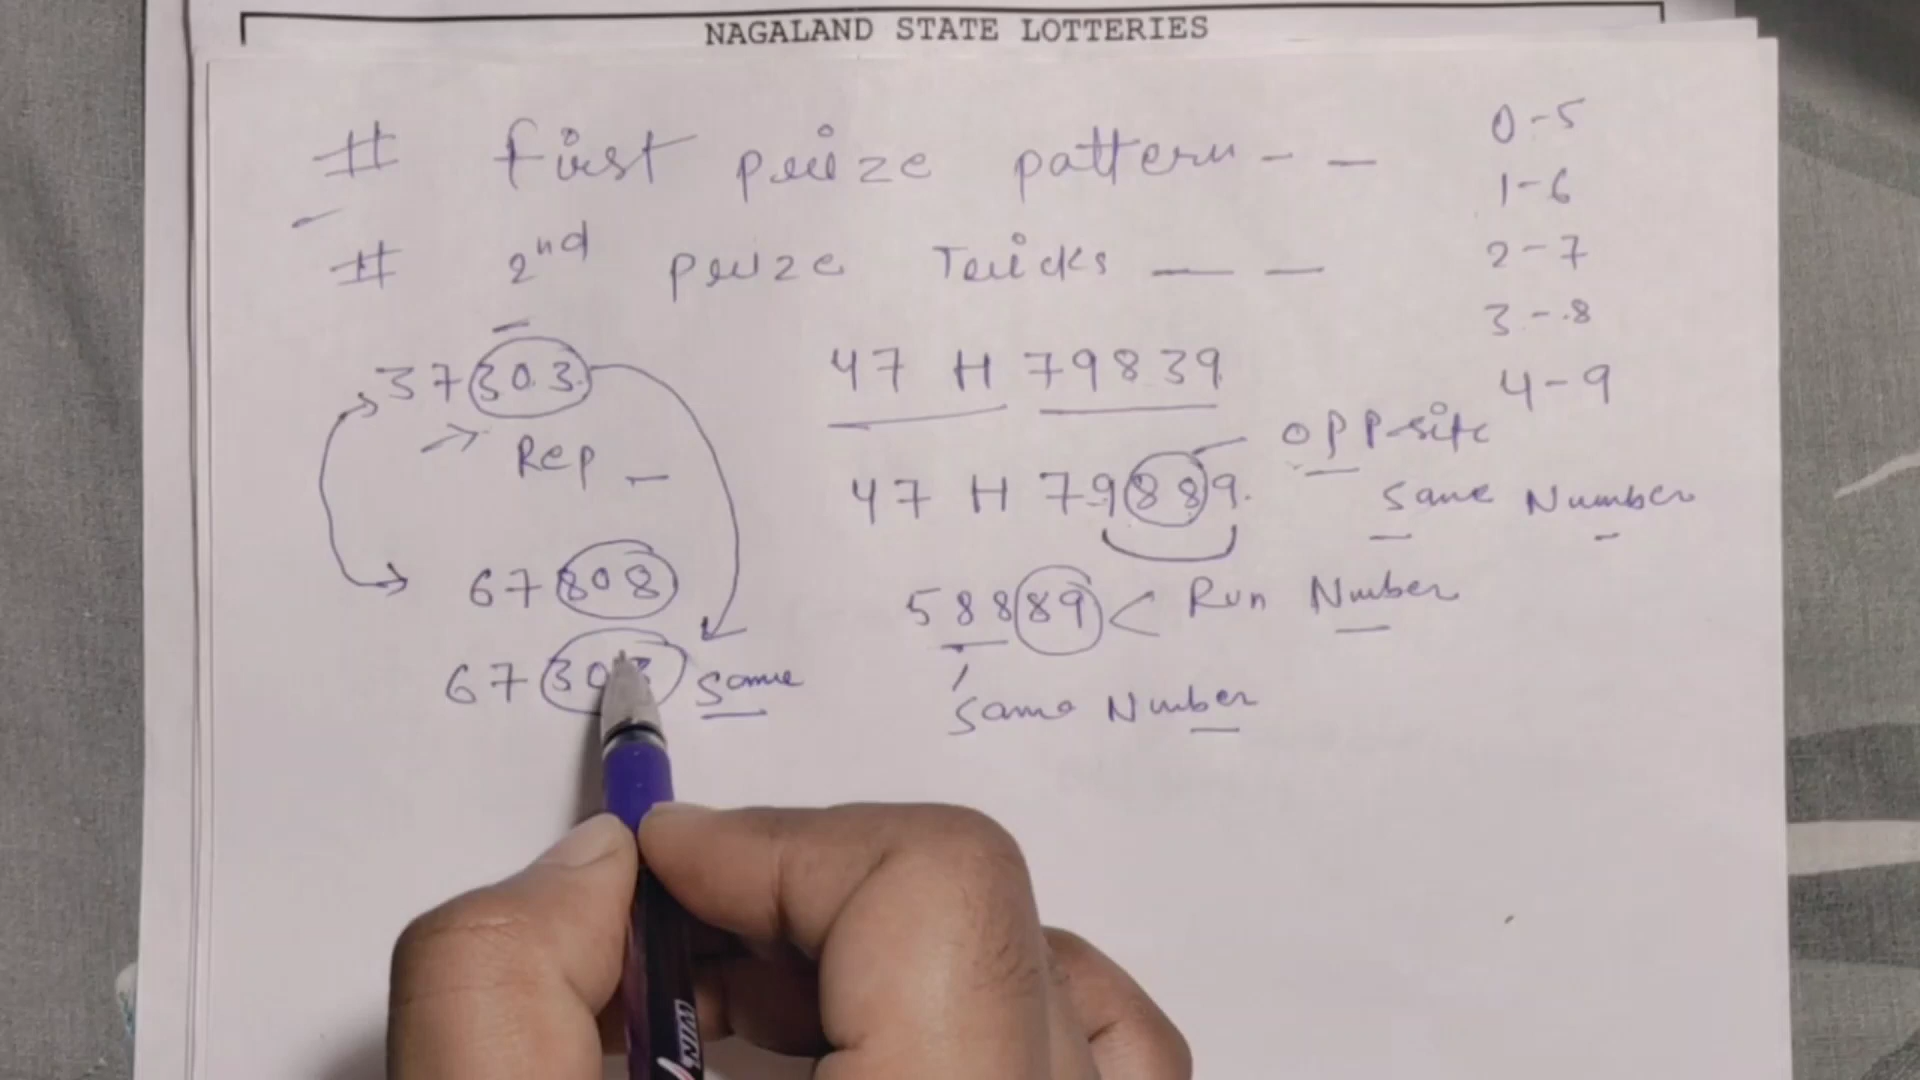 NAGALAND STATE LOTTERIES
# First prize pattern - -
# 2nd prize Tricks — —
0-5
1-6
2-7
3-8
4-9
37303
Rep -
67808
67303 Same
47 H 79839
47 H 79889 opposite
Same Number
58889 < Run Number
Same Number
WIN